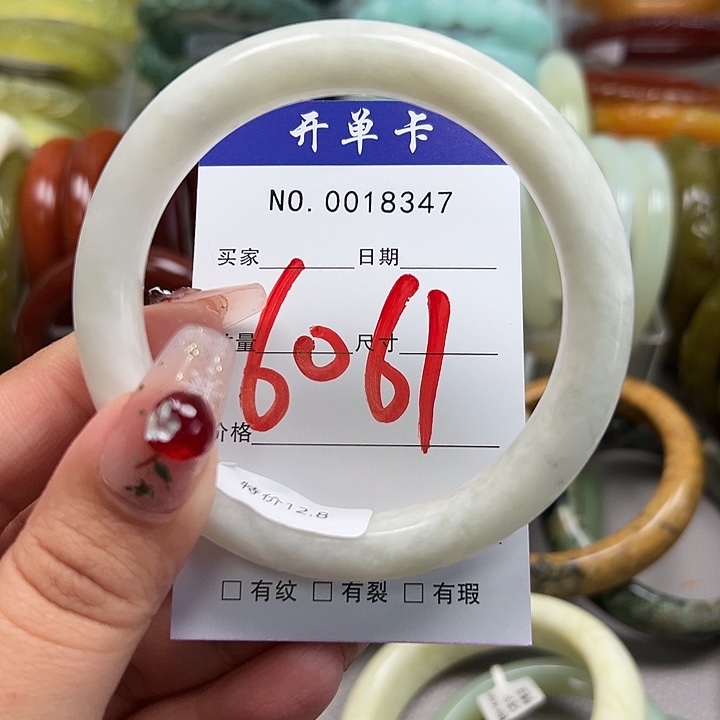 开单卡
NO. 0018347
买家 日期
量 尺寸
6061
价格
特价12.8
□ 有纹 □ 有裂 □ 有瑕